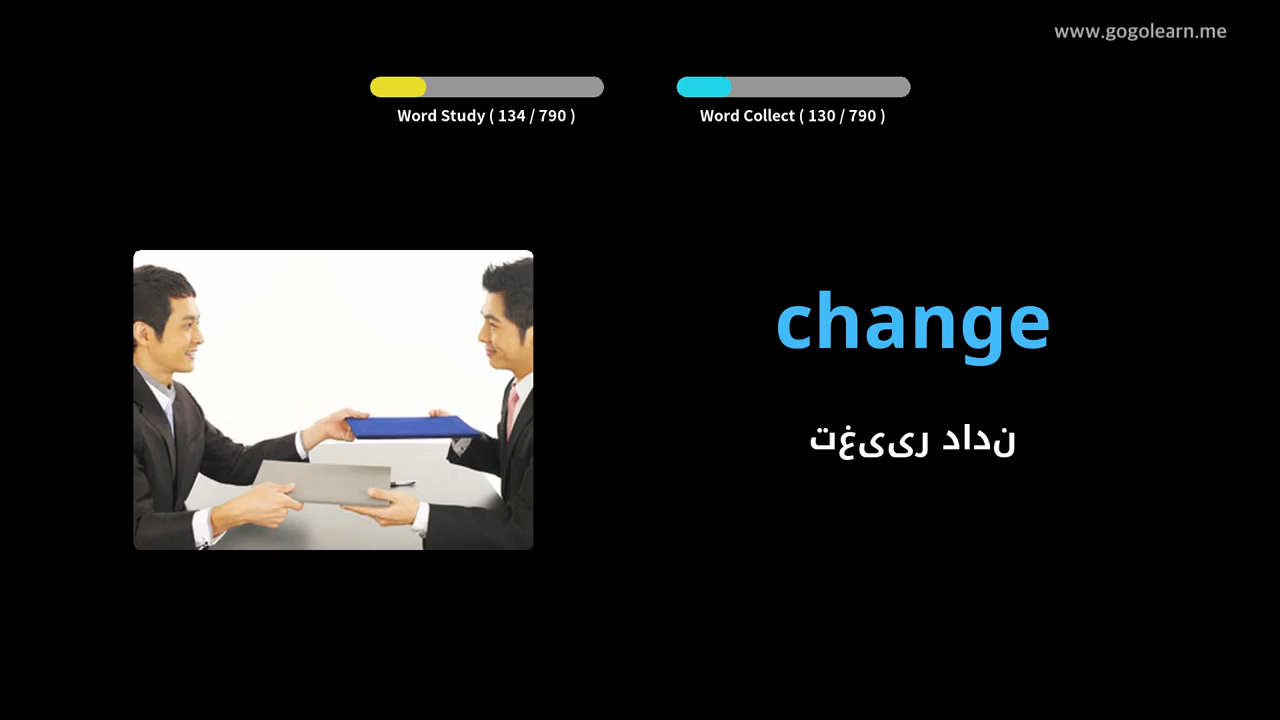 www.gogolearn.me
Word Study ( 134 / 790 )
Word Collect ( 130 / 790 )
change
تغییر دادن